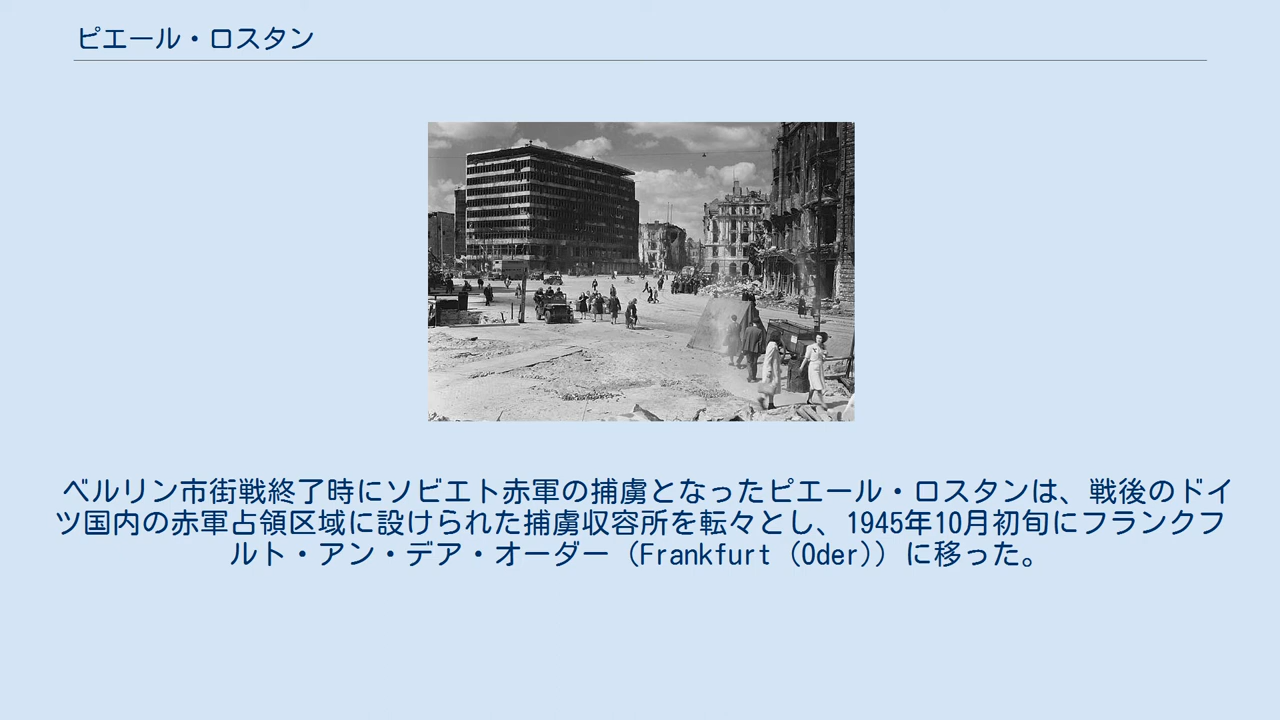 ピエール・ロスタン
ベルリン市街戦終了時にソビエト赤軍の捕虜となったピエール・ロスタンは、戦後のドイ
ツ国内の赤軍占領区域に設けられた捕虜収容所を転々とし、1945年10月初旬にフランクフ
ルト・アン・デア・オーダー（Frankfurt (Oder)）に移った。